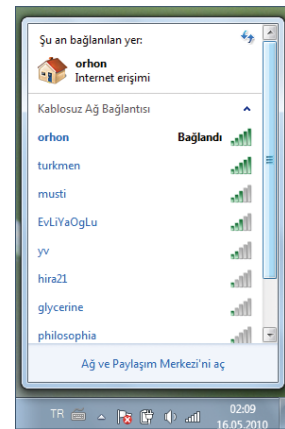 Şu an bağlanılan yer:
orhon
Internet erişimi
Kablosuz Ağ Bağlantısı
orhon Bağlandı
turkmen
musti
EvLiYaOgLu
yv
hira21
glycerine
philosophia
Ağ ve Paylaşım Merkezi'ni aç
TR 02:09
16.05.2010